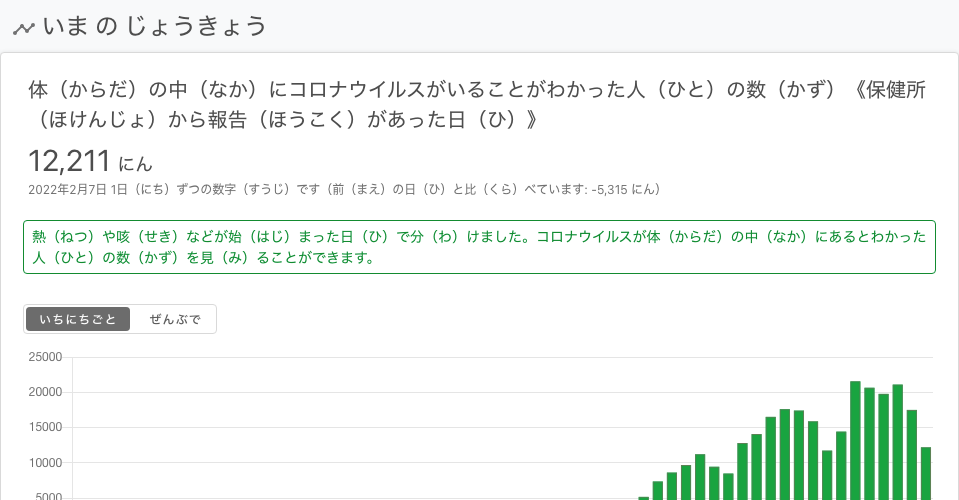 いま の じょうきょう
体（からだ）の中（なか）にコロナウイルスがいることがわかった人（ひと）の数（かず）《保健所
（ほけんじょ）から報告（ほうこく）があった日（ひ）》
12,211 にん
2022年2月7日 1日（にち）ずつの数字（すうじ）です（前（まえ）の日（ひ）と比（くら）べています: -5,315 にん）
熱（ねつ）や咳（せき）などが始（はじ）まった日（ひ）で分（わ）けました。コロナウイルスが体（からだ）の中（なか）にあるとわかった
人（ひと）の数（かず）を見（み）ることができます。
いちにちごと ぜんぶで
25000
20000
15000
10000
5000